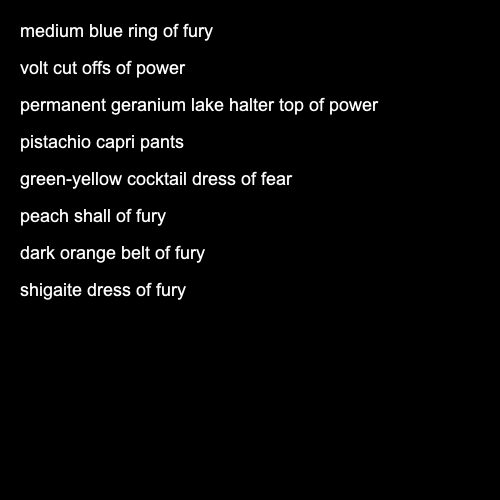 medium blue ring of fury
volt cut offs of power
permanent geranium lake halter top of power
pistachio capri pants
green-yellow cocktail dress of fear
peach shall of fury
dark orange belt of fury
shigaite dress of fury